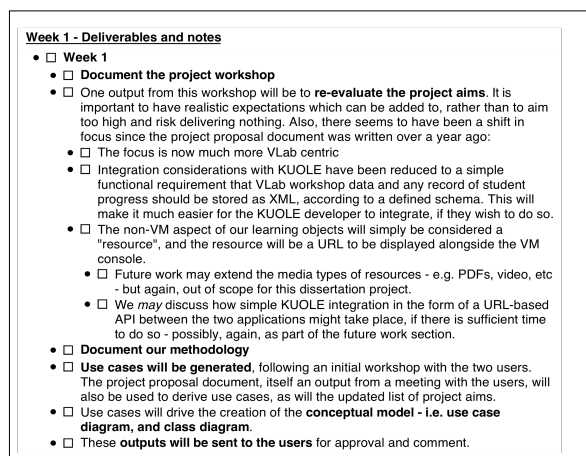 Week 1 - Deliverables and notes
• □ Week 1
• □ Document the project workshop
• □ One output from this workshop will be to re-evaluate the project aims. It is
important to have realistic expectations which can be added to, rather than to aim
too high and risk delivering nothing. Also, there seems to have been a shift in
focus since the project proposal document was written over a year ago:
• □ The focus is now much more VLab centric
• □ Integration considerations with KUOLE have been reduced to a simple
functional requirement that VLab workshop data and any record of student
progress should be stored as XML, according to a defined schema. This will
make it much easier for the KUOLE developer to integrate, if they wish to do so.
• □ The non-VM aspect of our learning objects will simply be considered a
"resource", and the resource will be a URL to be displayed alongside the VM
console.
• □ Future work may extend the media types of resources - e.g. PDFs, video, etc
- but again, out of scope for this dissertation project.
• □ We may discuss how simple KUOLE integration in the form of a URL-based
API between the two applications might take place, if there is sufficient time
to do so - possibly, again, as part of the future work section.
• □ Document our methodology
• □ Use cases will be generated, following an initial workshop with the two users.
The project proposal document, itself an output from a meeting with the users, will
also be used to derive use cases, as will the updated list of project aims.
• □ Use cases will drive the creation of the conceptual model - i.e. use case
diagram, and class diagram.
• □ These outputs will be sent to the users for approval and comment.